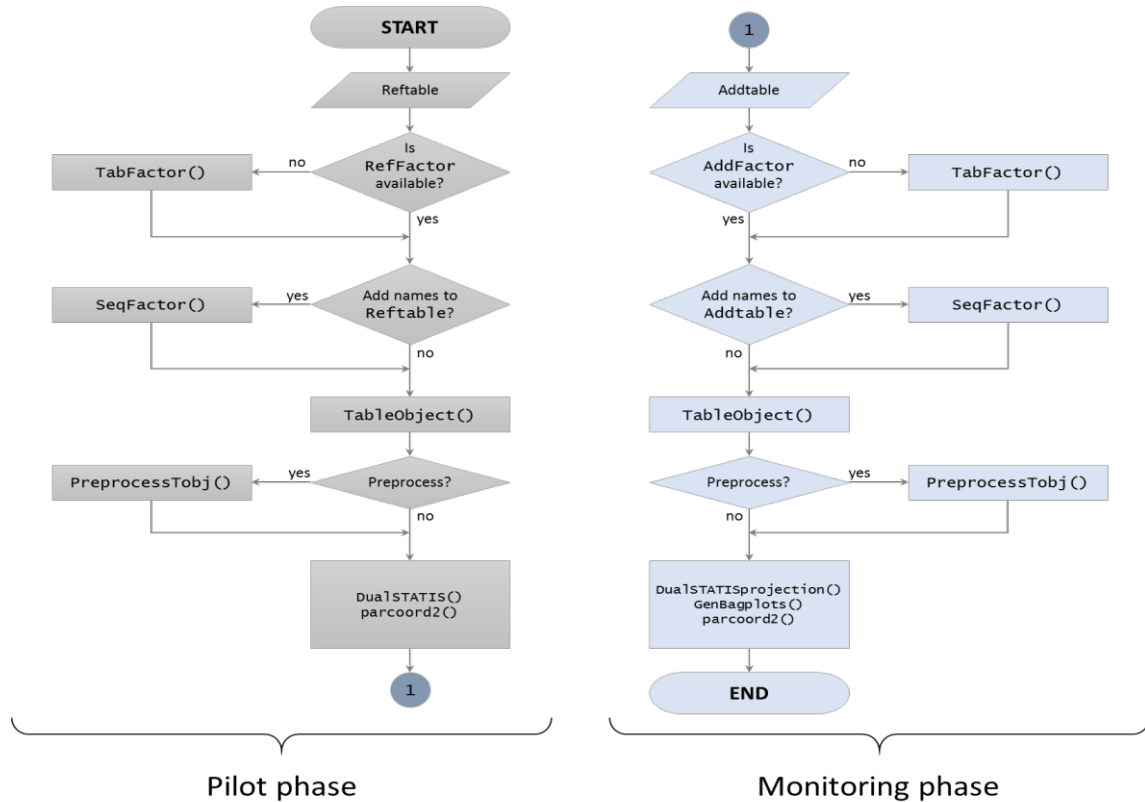 START
Reftable
Is
RefFactor
available?
no
TabFactor()
yes
Add names to
Reftable?
yes
SeqFactor()
no
TableObject()
Preprocess?
yes
PreprocessTobj()
no
DualSTATIS()
parcoord2()
1
Pilot phase
1
Addtable
Is
AddFactor
available?
no
TabFactor()
yes
Add names to
Addtable?
yes
SeqFactor()
no
TableObject()
Preprocess?
yes
PreprocessTobj()
no
DualSTATISprojection()
GenBagplots()
parcoord2()
END
Monitoring phase